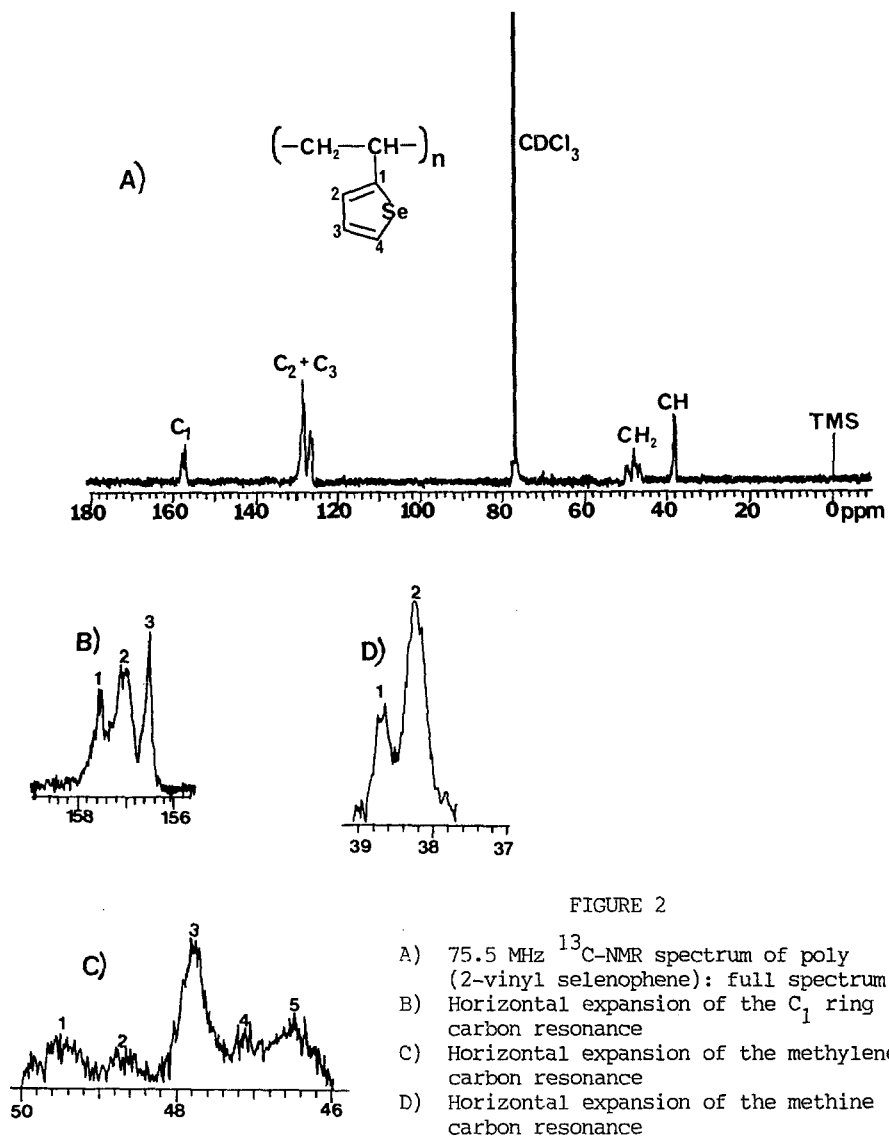 A)
(-CH₂-CH-)n
1
2
Se
3
4
CDCl₃
C₁
C₂ + C₃
CH₂
CH
TMS
180 160 140 120 100 80 60 40 20 0 ppm
B)
1
2
3
158 156
D)
1
2
39 38 37
C)
1
2
3
4
5
50 48 46
FIGURE 2
A) 75.5 MHz ¹³C-NMR spectrum of poly
(2-vinyl selenophene): full spectrum
B) Horizontal expansion of the C₁ ring
carbon resonance
C) Horizontal expansion of the methylene
carbon resonance
D) Horizontal expansion of the methine
carbon resonance